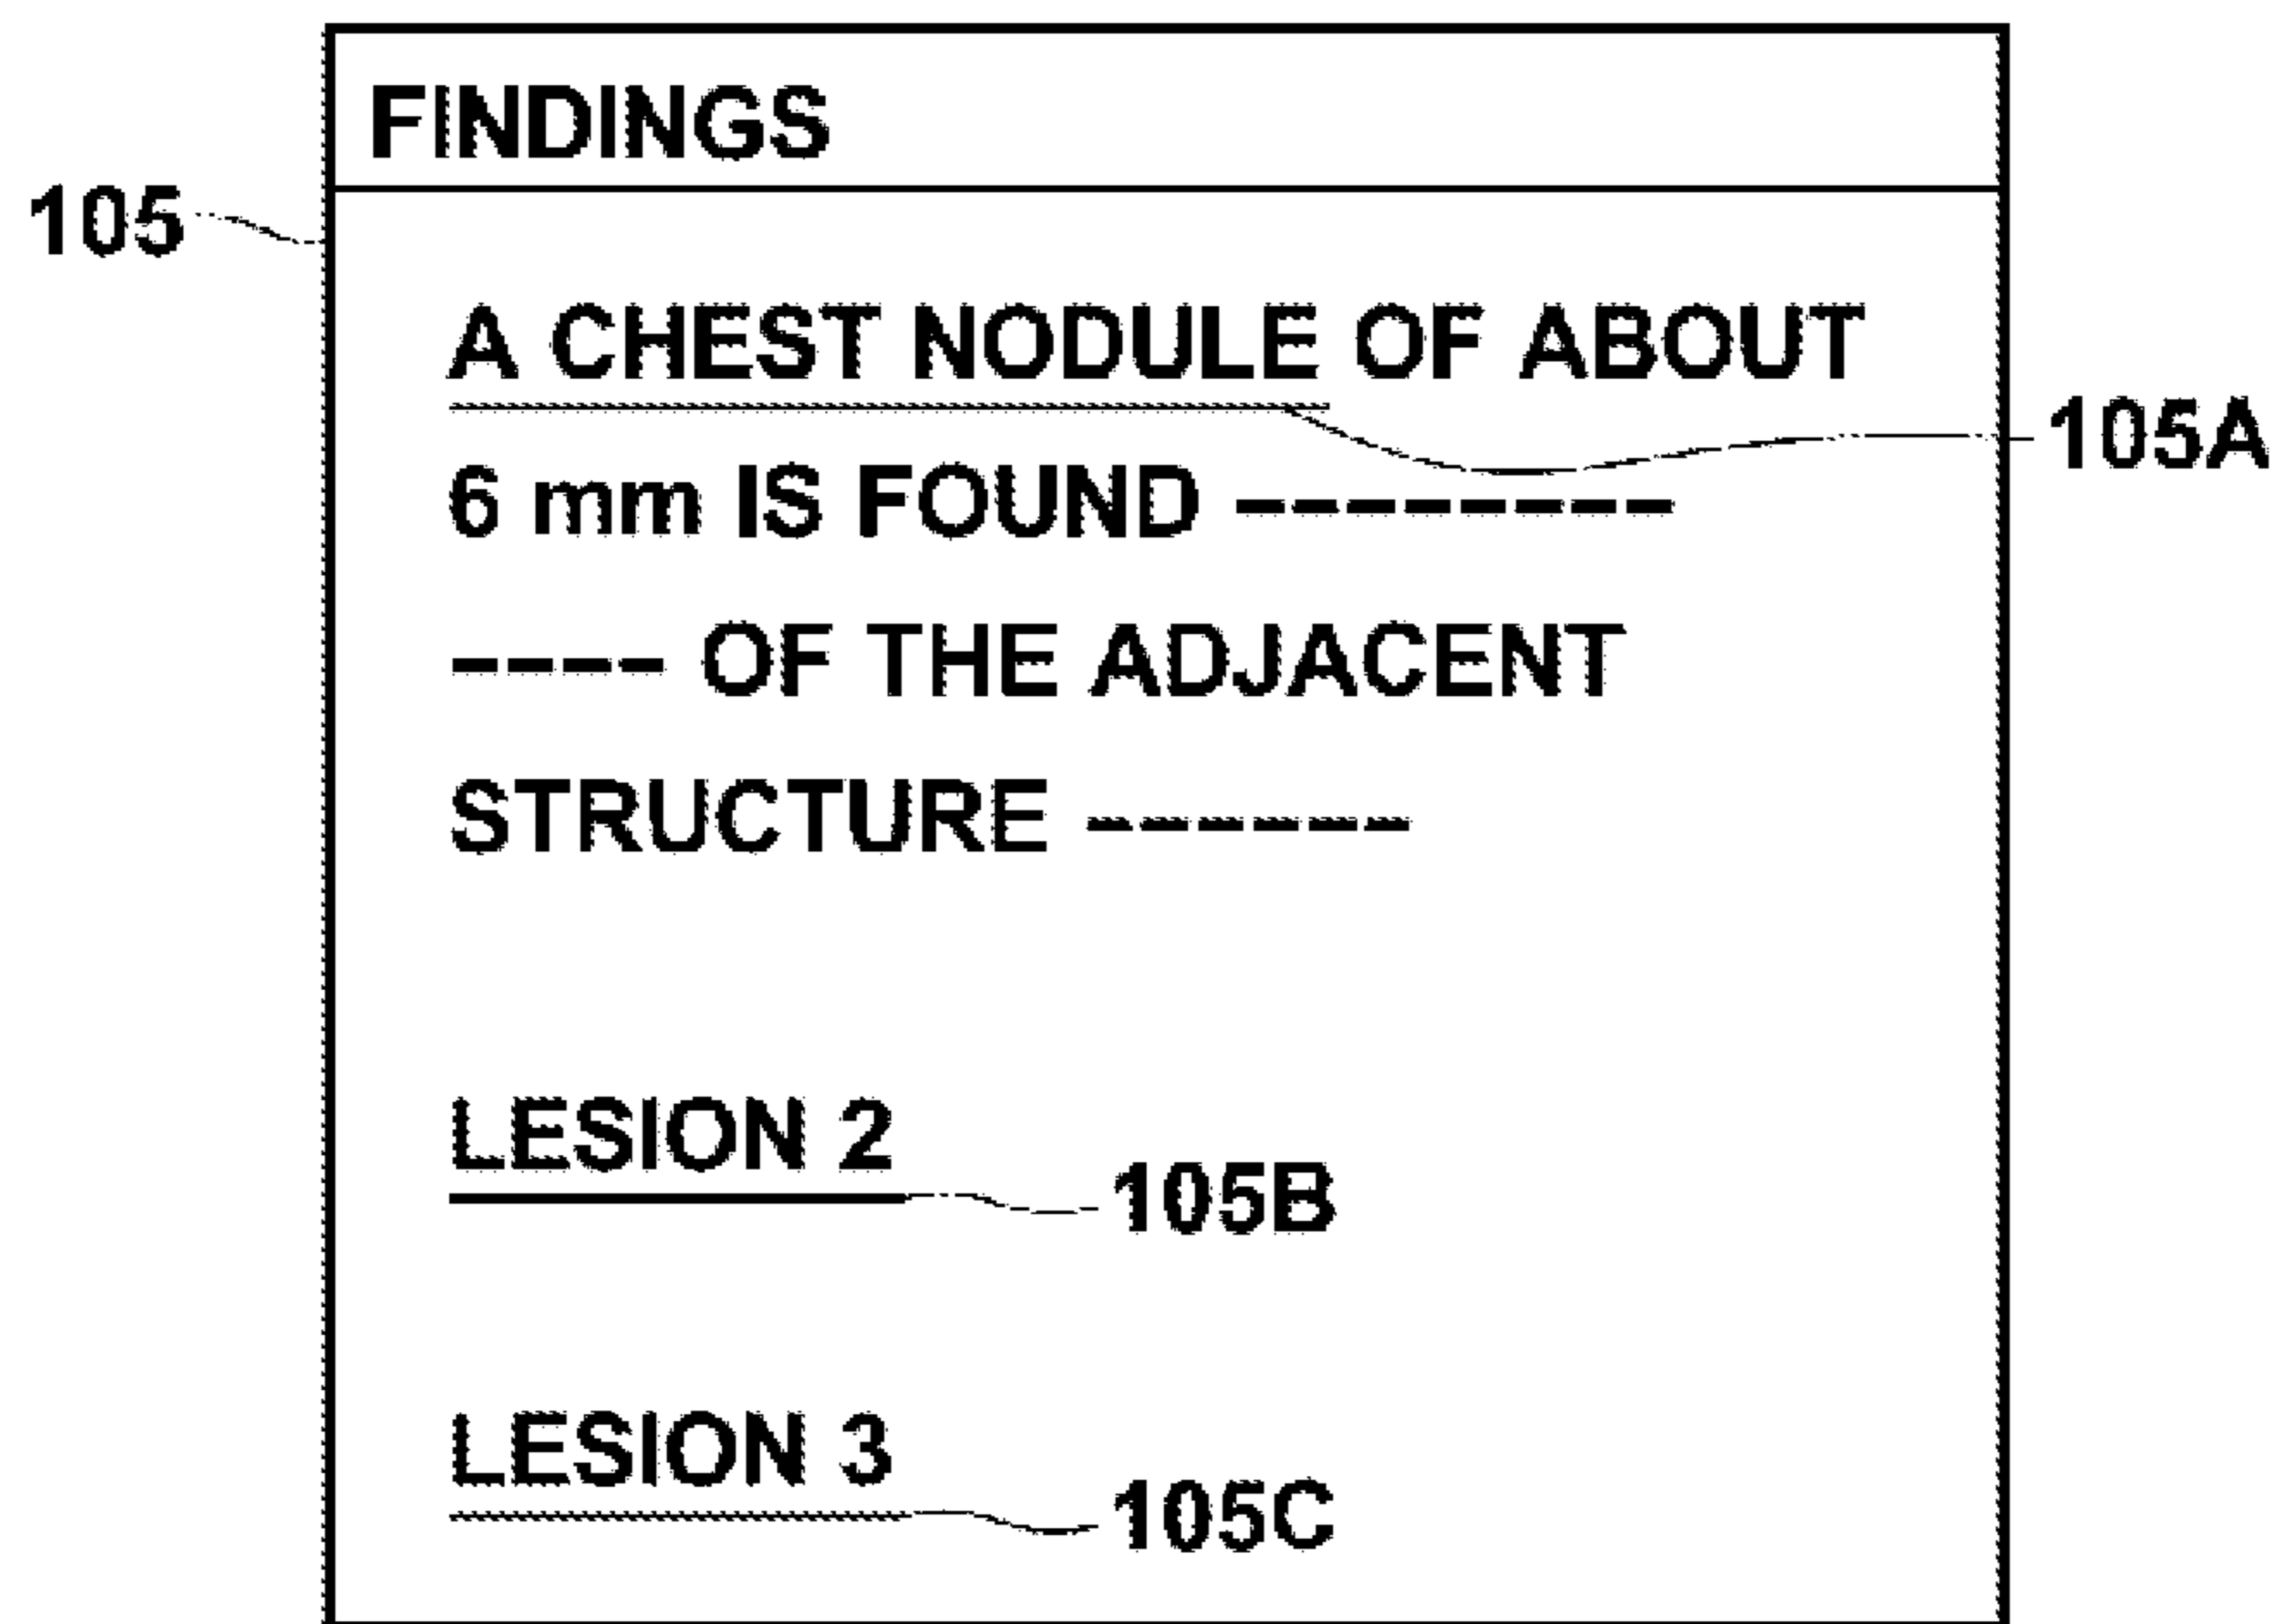 FINDINGS
105
A CHEST NODULE OF ABOUT
105A
6 mm IS FOUND --------
---- OF THE ADJACENT
STRUCTURE ------
LESION 2
105B
LESION 3
105C